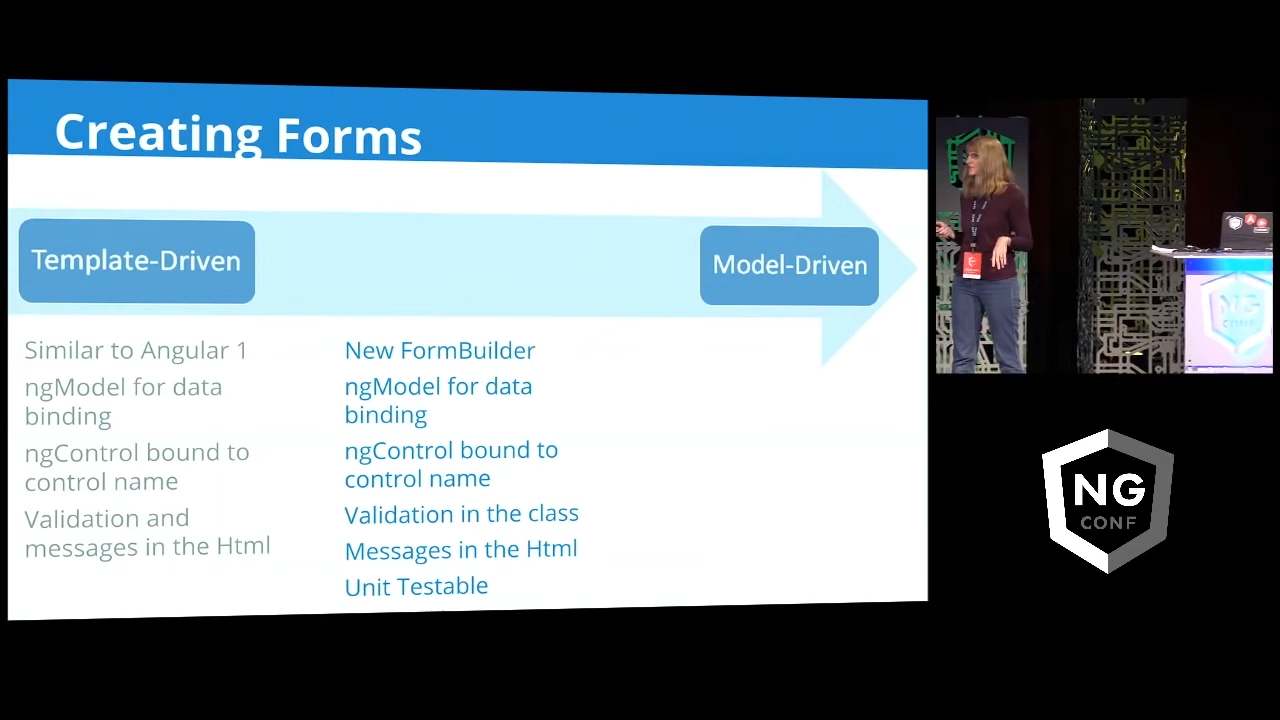 Creating Forms
Template-Driven
Model-Driven
Similar to Angular 1
ngModel for data
binding
ngControl bound to
control name
Validation and
messages in the Html
New FormBuilder
ngModel for data
binding
ngControl bound to
control name
Validation in the class
Messages in the Html
Unit Testable
NG
CONF
NG
CONF